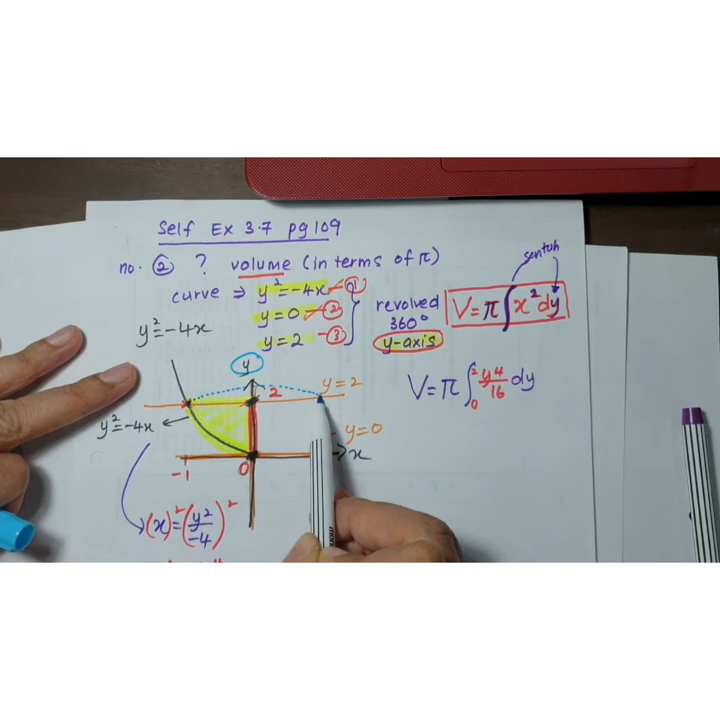 Self Ex 3.7 pg 109
no. ② ? volume (in terms of π)
curve ⇒ y²=-4x ①
y=0 ②
y=2 ③
revolved
360°
y-axis
sentuh
V=π∫x²dy
y²=-4x
V=π∫₀² y⁴/16 dy
y
2
y=2
y²=-4x
y=0
-1
0
x
(x)²=(y²/-4)²